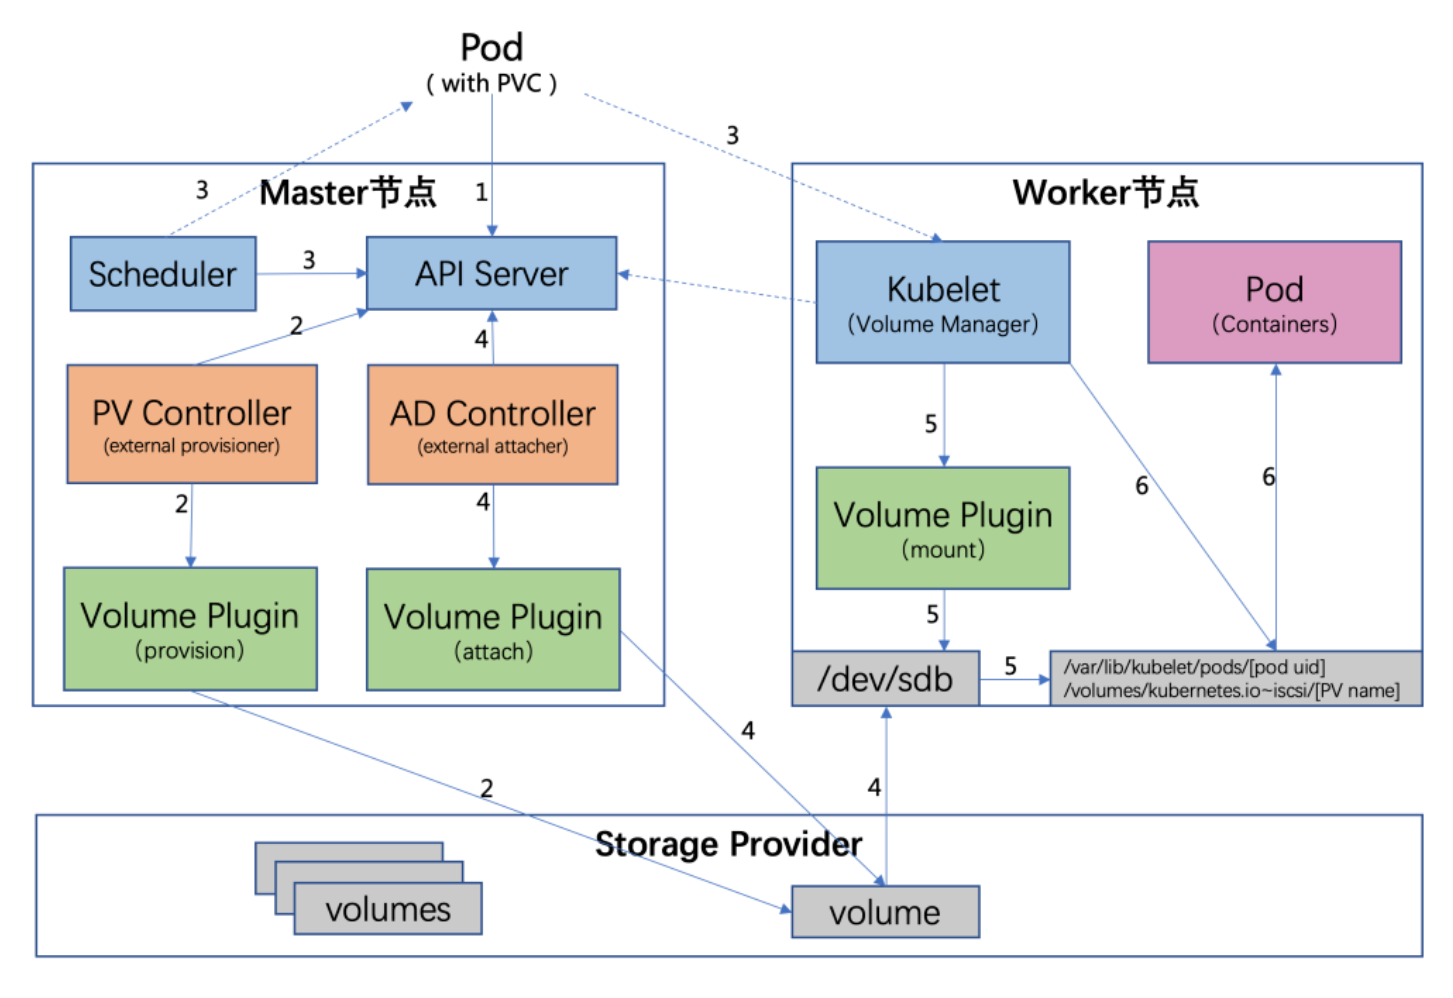 Pod
( with PVC )
3
3
1
Master节点
Worker节点
Scheduler
3
API Server
Kubelet
(Volume Manager)
Pod
(Containers)
2
4
PV Controller
(external provisioner)
AD Controller
(external attacher)
5
2
4
6
6
Volume Plugin
(mount)
Volume Plugin
(provision)
Volume Plugin
(attach)
5
/dev/sdb
5
/var/lib/kubelet/pods/[pod uid]
/volumes/kubernetes.io~iscsi/[PV name]
4
2
4
Storage Provider
volumes
volume